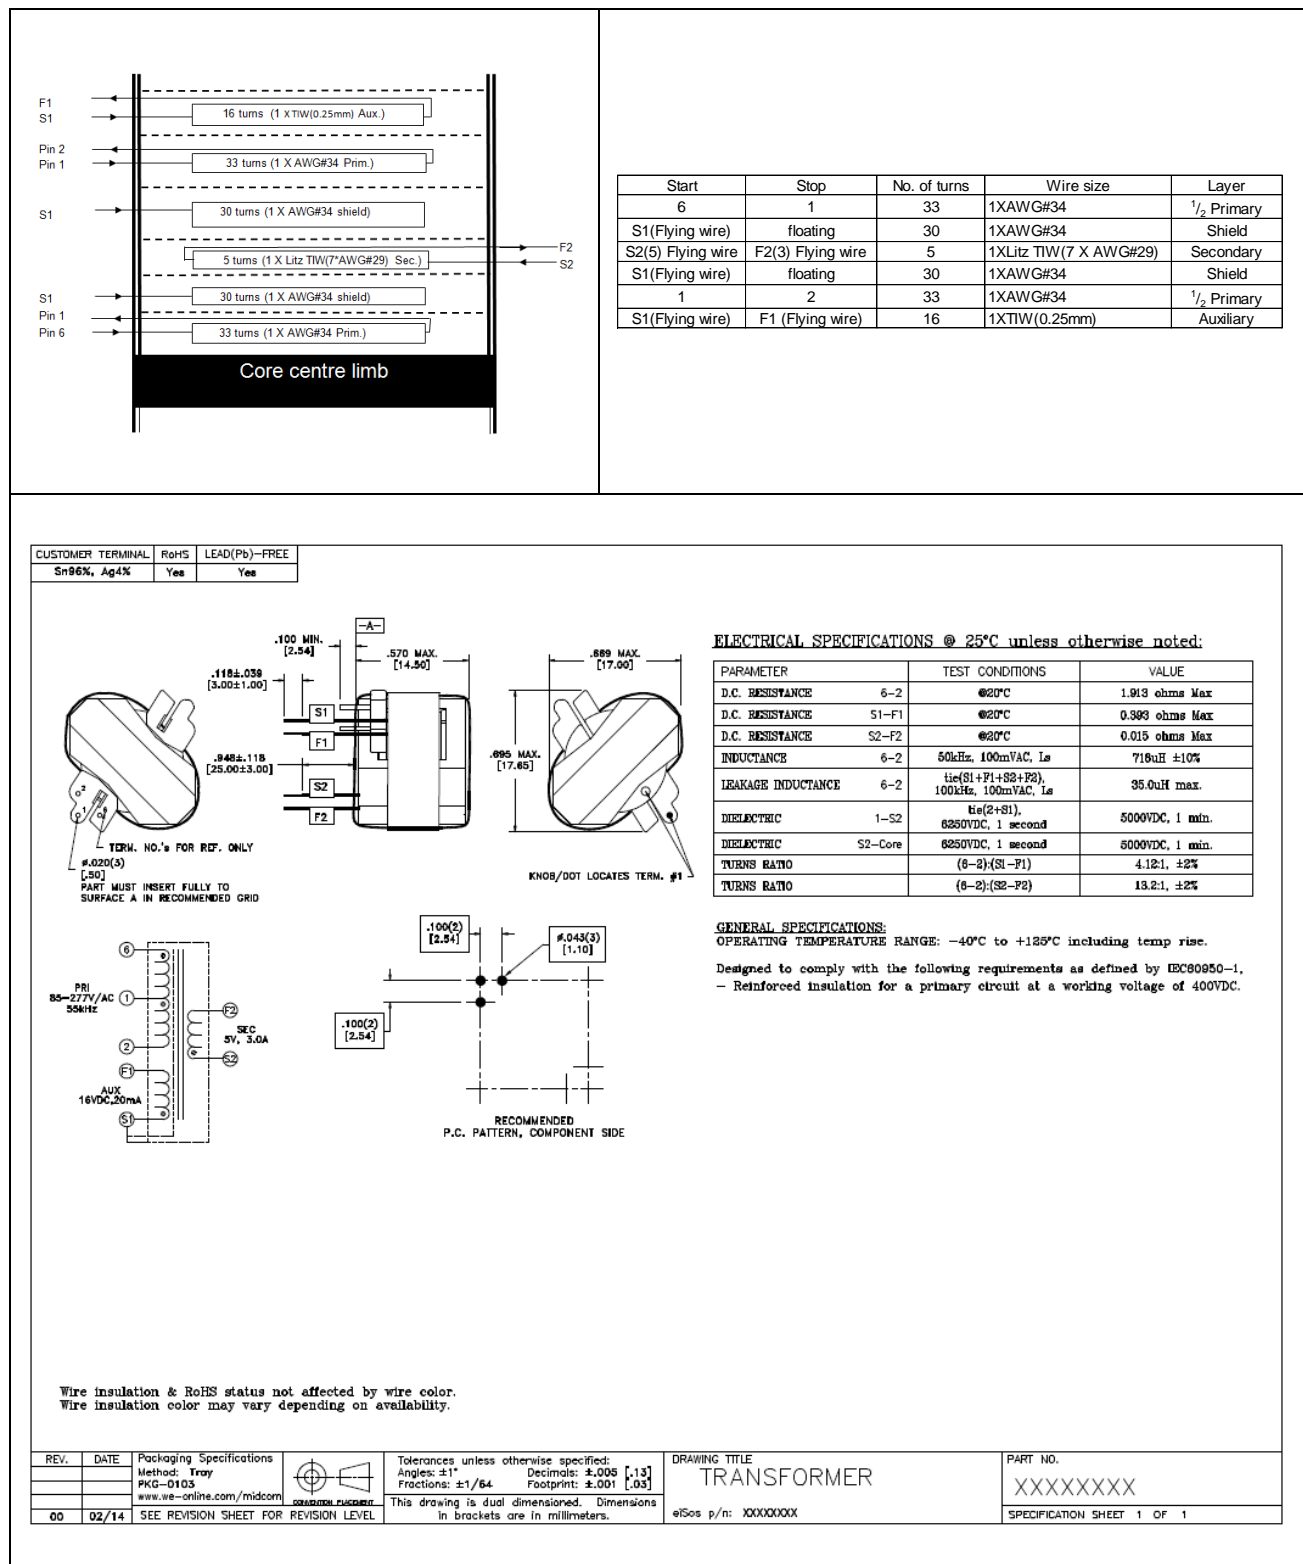 F1
S1
16 turns (1 XTIW(0.25mm) Aux.)
Pin 2
Pin 1
33 turns (1 X AWG#34 Prim.)
S1
30 turns (1 X AWG#34 shield)
F2
5 turns (1 X Litz TIW(7*AWG#29) Sec.)
S2
S1
30 turns (1 X AWG#34 shield)
Pin 1
Pin 6
33 turns (1 X AWG#34 Prim.)
Core centre limb
Start Stop No. of turns Wire size Layer
6 1 33 1XAWG#34 1/2 Primary
S1(Flying wire) floating 30 1XAWG#34 Shield
S2(5) Flying wire F2(3) Flying wire 5 1XLitz TIW(7 X AWG#29) Secondary
S1(Flying wire) floating 30 1XAWG#34 Shield
1 2 33 1XAWG#34 1/2 Primary
S1(Flying wire) F1 (Flying wire) 16 1XTIW(0.25mm) Auxiliary
CUSTOMER TERMINAL RoHS LEAD(Pb)-FREE
Sn96%, Ag4% Yes Yes
-A-
.100 MIN.
[2.54]
.570 MAX.
[14.50]
.669 MAX.
[17.00]
.118±.039
[3.00±1.00]
S1
F1
.948±.118
[25.00±3.00]
S2
F2
.695 MAX.
[17.65]
2
1
6
TERM. NO.'s FOR REF. ONLY
ø.020(3)
[.50]
PART MUST INSERT FULLY TO
SURFACE A IN RECOMMENDED GRID
KNOB/DOT LOCATES TERM. #1
ELECTRICAL SPECIFICATIONS @ 25°C unless otherwise noted:
PARAMETER TEST CONDITIONS VALUE
D.C. RESISTANCE 6-2 @20°C 1.913 ohms Max
D.C. RESISTANCE S1-F1 @20°C 0.393 ohms Max
D.C. RESISTANCE S2-F2 @20°C 0.015 ohms Max
INDUCTANCE 6-2 50kHz, 100mVAC, Ls 716uH ±10%
LEAKAGE INDUCTANCE 6-2 tie(S1+F1+S2+F2), 100kHz, 100mVAC, Ls 35.0uH max.
DIELECTRIC 1-S2 tie(2+S1), 6250VDC, 1 second 5000VDC, 1 min.
DIELECTRIC S2-Core 6250VDC, 1 second 5000VDC, 1 min.
TURNS RATIO (6-2):(S1-F1) 4.12:1, ±2%
TURNS RATIO (6-2):(S2-F2) 13.2:1, ±2%
GENERAL SPECIFICATIONS:
OPERATING TEMPERATURE RANGE: -40°C to +125°C including temp rise.
Designed to comply with the following requirements as defined by IEC60950-1,
- Reinforced insulation for a primary circuit at a working voltage of 400VDC.
6
PRI
85-277V/AC
55kHz
1
2
F1
AUX
16VDC,20mA
S1
F2
SEC
5V, 3.0A
S2
.100(2)
[2.54]
ø.043(3)
[1.10]
.100(2)
[2.54]
RECOMMENDED
P.C. PATTERN, COMPONENT SIDE
Wire insulation & RoHS status not affected by wire color.
Wire insulation color may vary depending on availability.
REV. DATE
00 02/14
Packaging Specifications
Method: Tray
PKG-0103
www.we-online.com/midcom
CONVENTION PLACEMENT
SEE REVISION SHEET FOR REVISION LEVEL
Tolerances unless otherwise specified:
Angles: ±1° Decimals: ±.005 [.13]
Fractions: ±1/64 Footprint: ±.001 [.03]
This drawing is dual dimensioned. Dimensions
in brackets are in millimeters.
DRAWING TITLE
TRANSFORMER
eiSos p/n: XXXXXXXX
PART NO.
XXXXXXXX
SPECIFICATION SHEET 1 OF 1